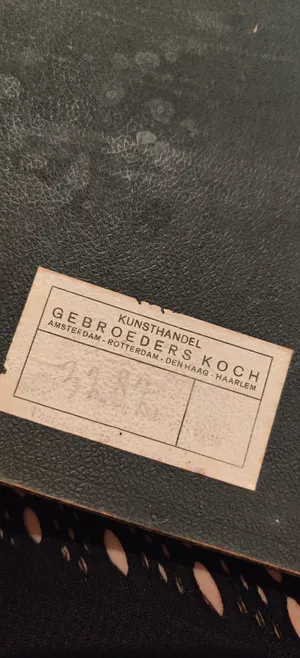 KUNSTHANDEL
GEBROEDERS KOCH
AMSTERDAM - ROTTERDAM - DEN HAAG - HAARLEM